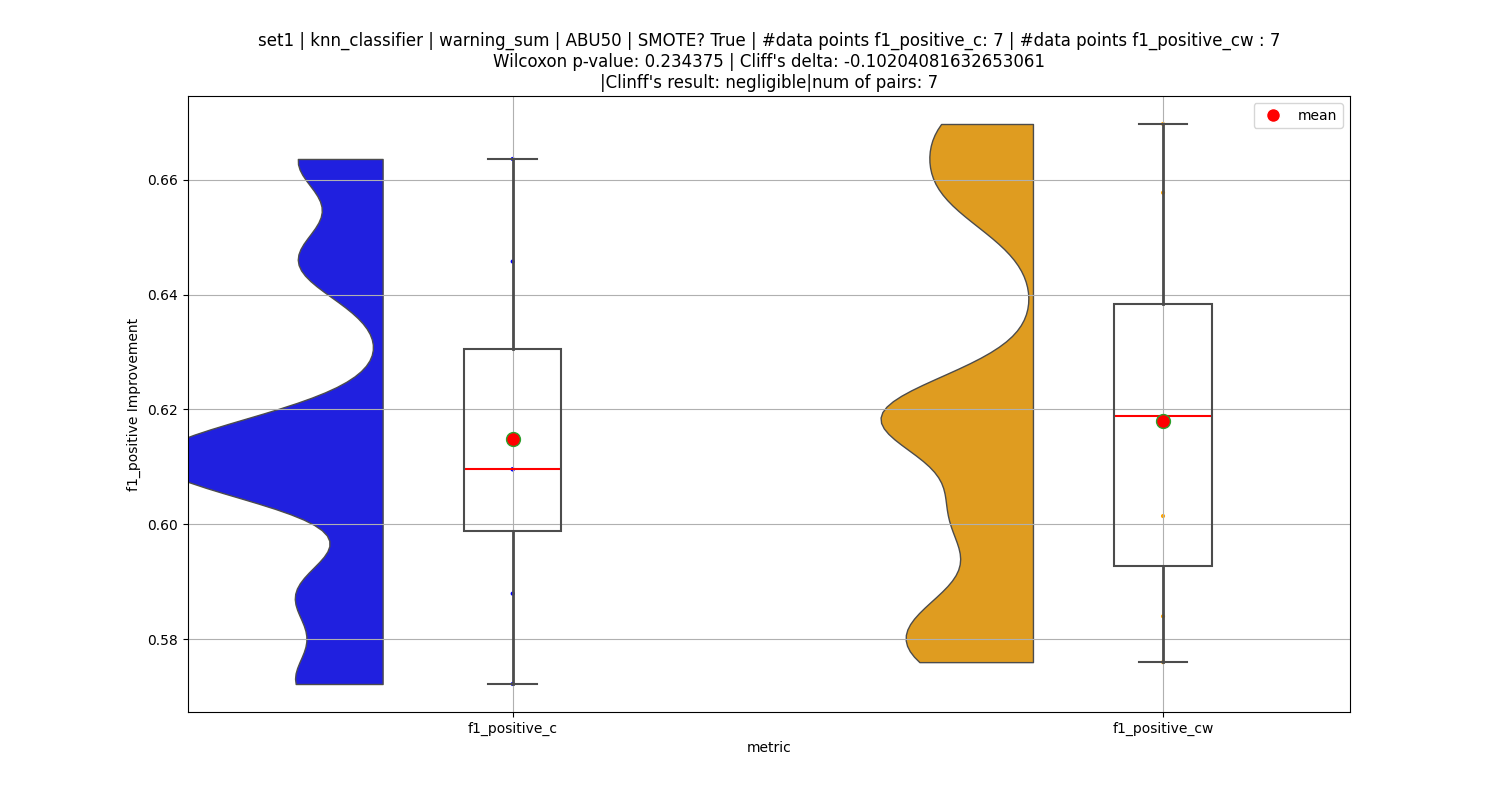 set1 | knn_classifier | warning_sum | ABU50 | SMOTE? True | #data points f1_positive_c: 7 | #data points f1_positive_cw : 7
Wilcoxon p-value: 0.234375 | Cliff's delta: -0.10204081632653061
|Clinff's result: negligible|num of pairs: 7
mean
0.66
0.64
0.62
0.60
0.58
f1_positive Improvement
f1_positive_c
f1_positive_cw
metric